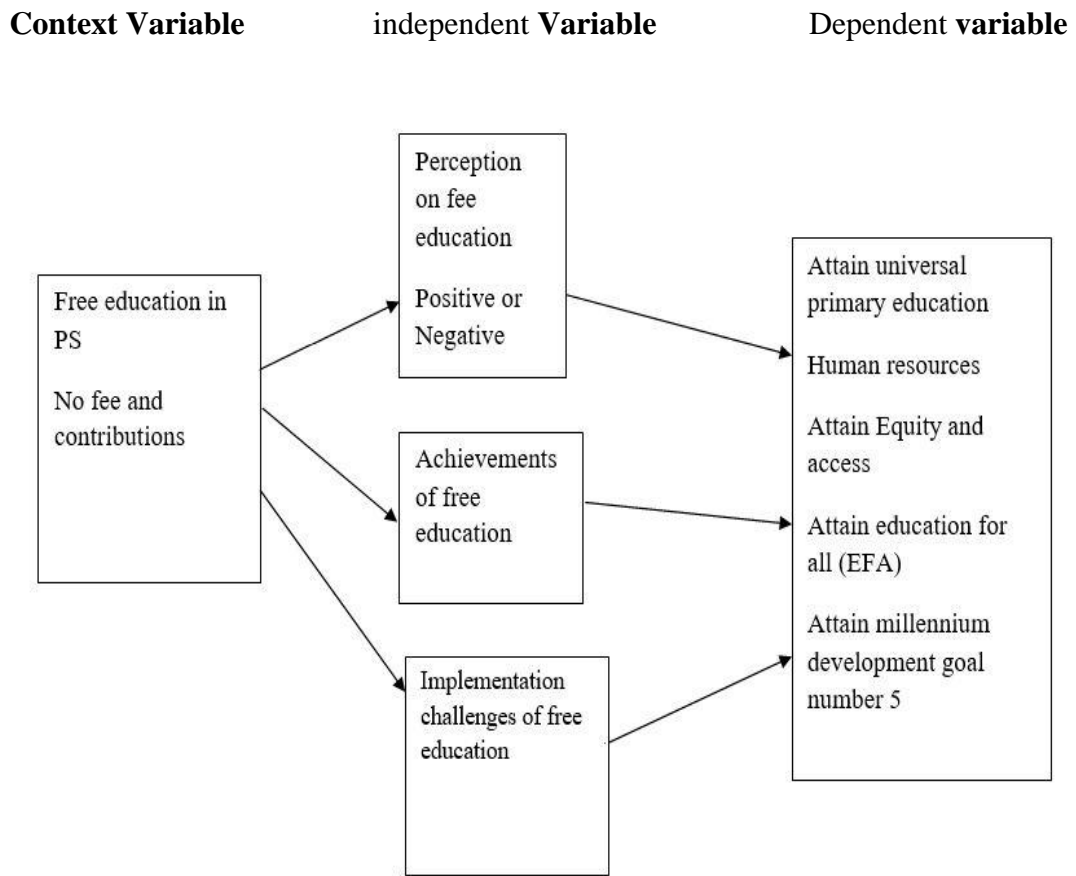 Context Variable independent Variable Dependent variable
Free education in
PS
No fee and
contributions
Perception
on fee
education
Positive or
Negative
Achievements
of free
education
Implementation
challenges of free
education
Attain universal
primary education
Human resources
Attain Equity and
access
Attain education for
all (EFA)
Attain millennium
development goal
number 5